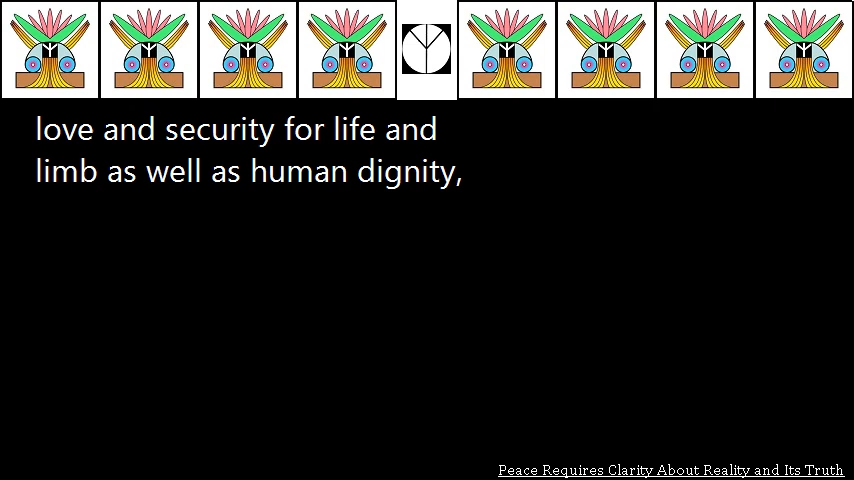 love and security for life and
limb as well as human dignity,
Peace Requires Clarity About Reality and Its Truth